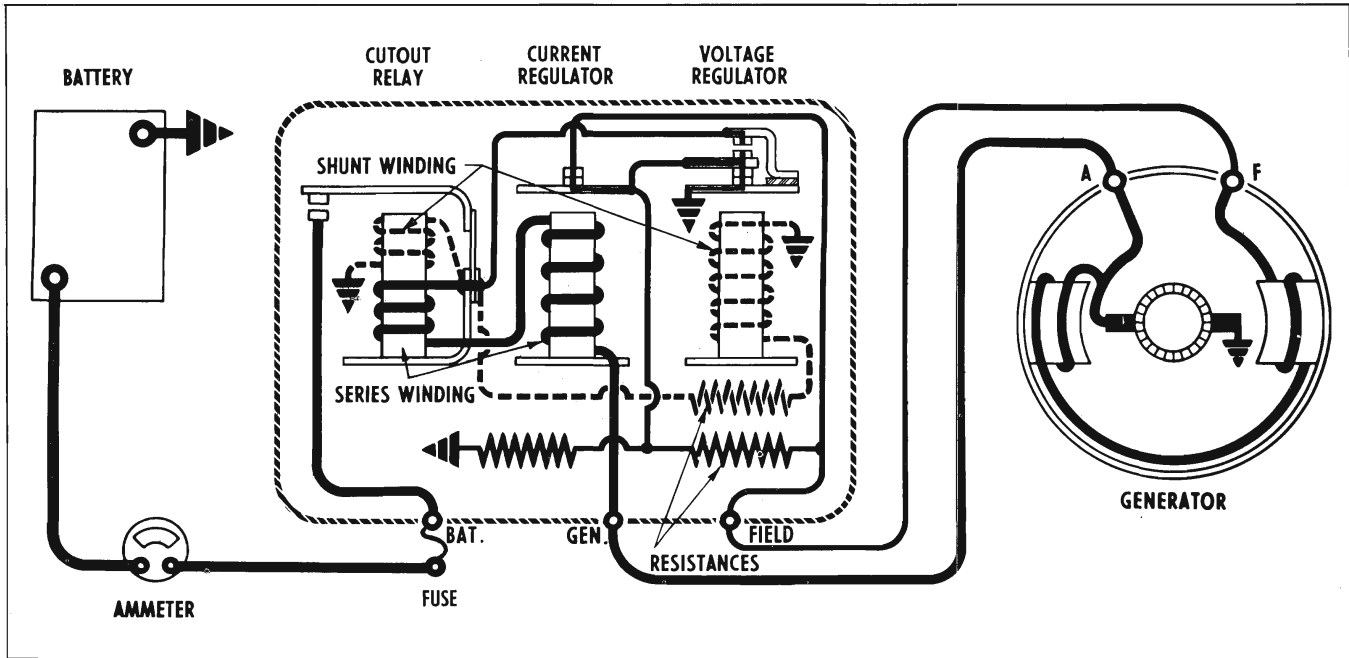 BATTERY
CUTOUT
RELAY
CURRENT
REGULATOR
VOLTAGE
REGULATOR
SHUNT WINDING
SERIES WINDING
A
F
GENERATOR
BAT.
GEN.
FIELD
RESISTANCES
FUSE
AMMETER